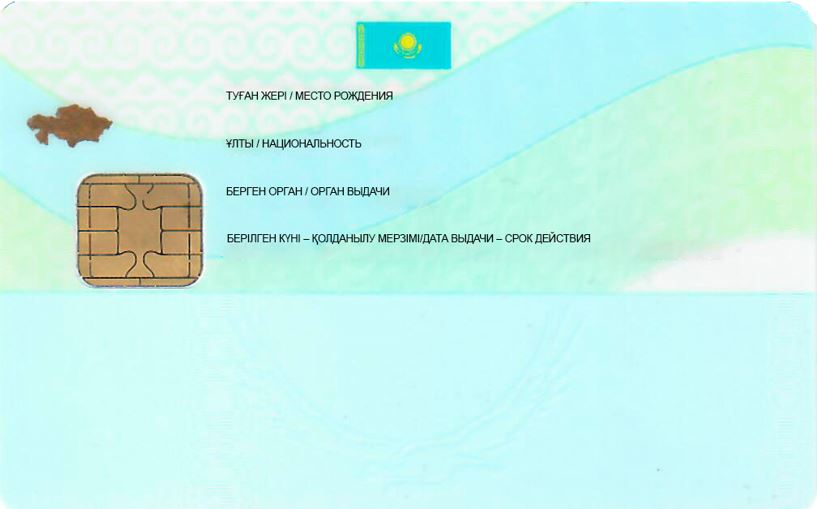 ТУҒАН ЖЕРІ / МЕСТО РОЖДЕНИЯ
ҰЛТЫ / НАЦИОНАЛЬНОСТЬ
БЕРГЕН ОРГАН / ОРГАН ВЫДАЧИ
БЕРІЛГЕН КҮНІ – ҚОЛДАНЫЛУ МЕРЗІМІ/ДАТА ВЫДАЧИ – СРОК ДЕЙСТВИЯ